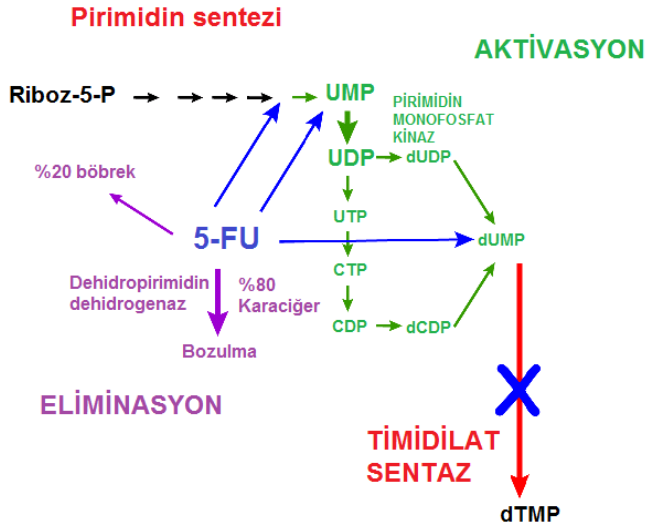 Pirimidin sentezi
AKTİVASYON
Riboz-5-P
UMP
PİRİMİDİN
MONOFOSFAT
KİNAZ
UDP
dUDP
%20 böbrek
UTP
5-FU
dUMP
CTP
Dehidropirimidin
dehidrogenaz
%80
Karaciğer
CDP
dCDP
Bozulma
ELİMİNASYON
TİMİDİLAT
SENTAZ
dTMP